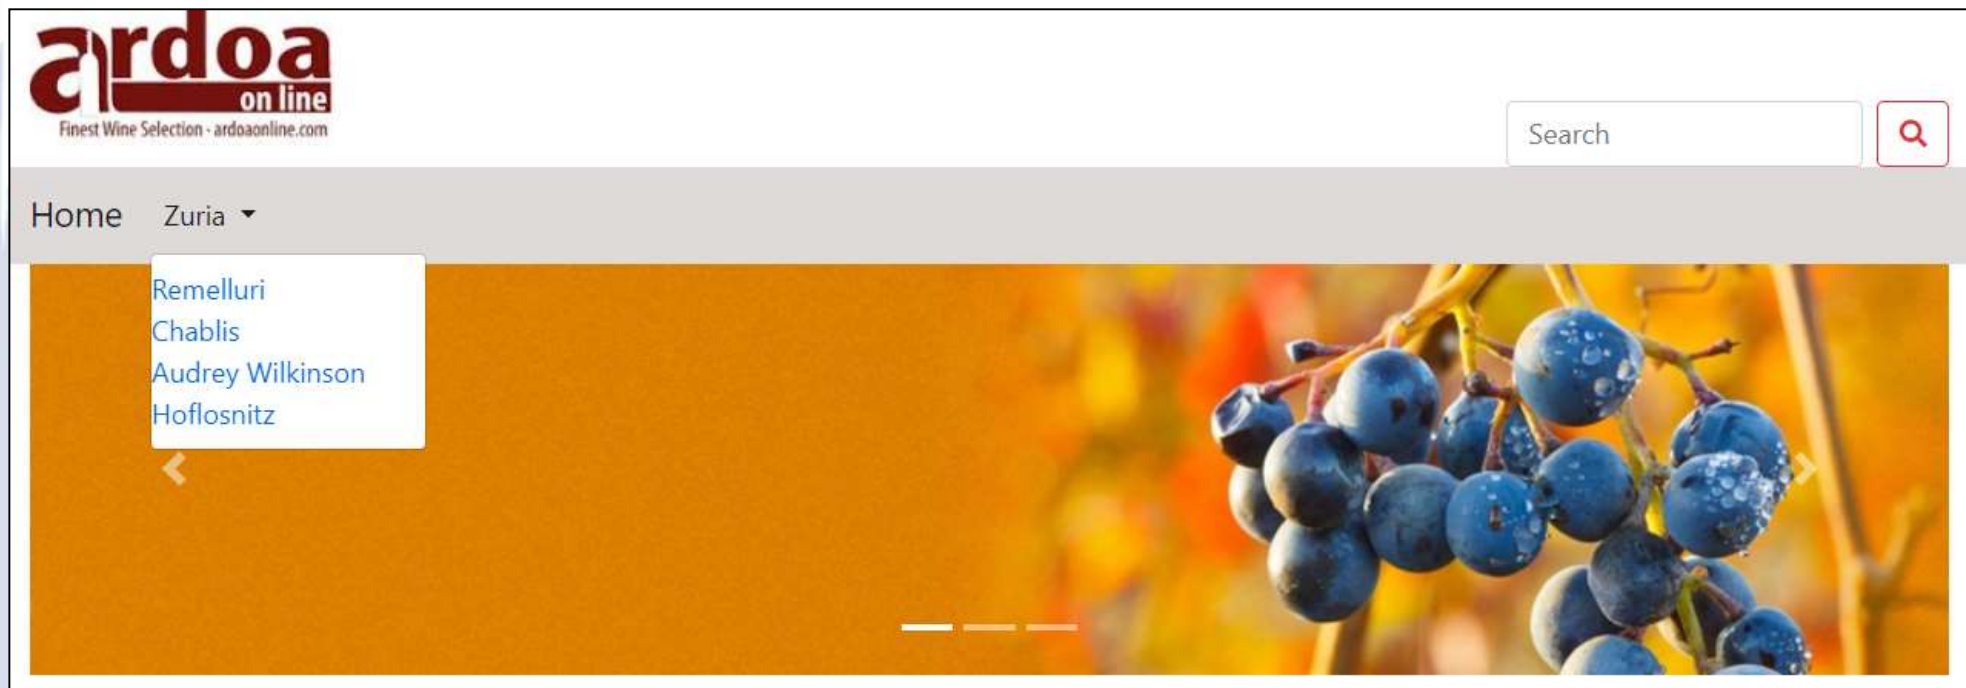 ardoa
on line
Finest Wine Selection - ardoaonline.com
Search
Home Zuria
Remelluri
Chablis
Audrey Wilkinson
Hoflosnitz